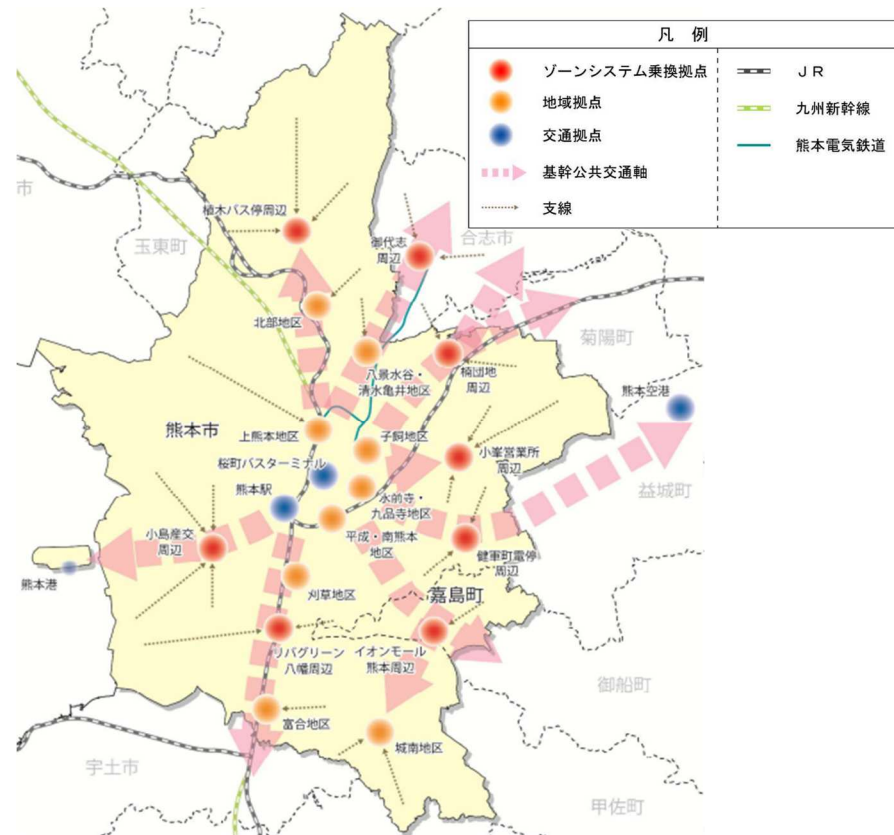 凡 例
ゾーンシステム乗換拠点
地域拠点
交通拠点
基幹公共交通軸
支線
ＪＲ
九州新幹線
熊本電気鉄道
市
玉東町
合志市
菊陽町
益城町
御船町
甲佐町
宇土市
植木バス停周辺
御代志
周辺
北部地区
八景水谷・
清水亀井地区
楠団地
周辺
熊本空港
熊本市
上熊本地区
子飼地区
小峯営業所
周辺
桜町バスターミナル
熊本駅
水前寺・
九品寺地区
平成・南熊本
地区
小島産交
周辺
健軍町電停
周辺
熊本港
刈草地区
嘉島町
リバグリーン
八幡周辺
イオンモール
熊本周辺
富合地区
城南地区